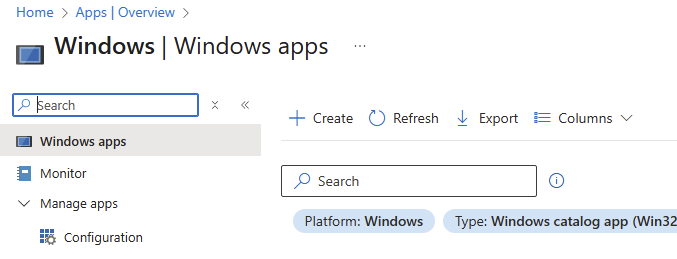 Home > Apps | Overview >
Windows | Windows apps ...
Search
Windows apps
Monitor
Manage apps
Configuration
Create Refresh Export Columns
Search
Platform: Windows Type: Windows catalog app (Win32